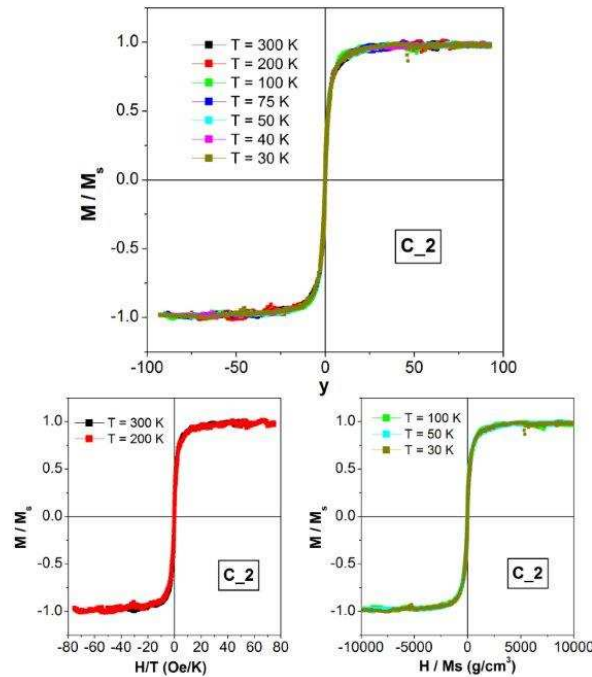 1.0
0.5
0.0
-0.5
-1.0
M / Mₛ
T = 300 K
T = 200 K
T = 100 K
T = 75 K
T = 50 K
T = 40 K
T = 30 K
C_2
-100 -50 0 50 100
y
1.0
0.5
0.0
-0.5
-1.0
M / Mₛ
T = 300 K
T = 200 K
C_2
-80 -60 -40 -20 0 20 40 60 80
H/T (Oe/K)
1.0
0.5
0.0
-0.5
-1.0
M / Mₛ
T = 100 K
T = 50 K
T = 30 K
C_2
-10000 -5000 0 5000 10000
H / Ms (g/cm³)